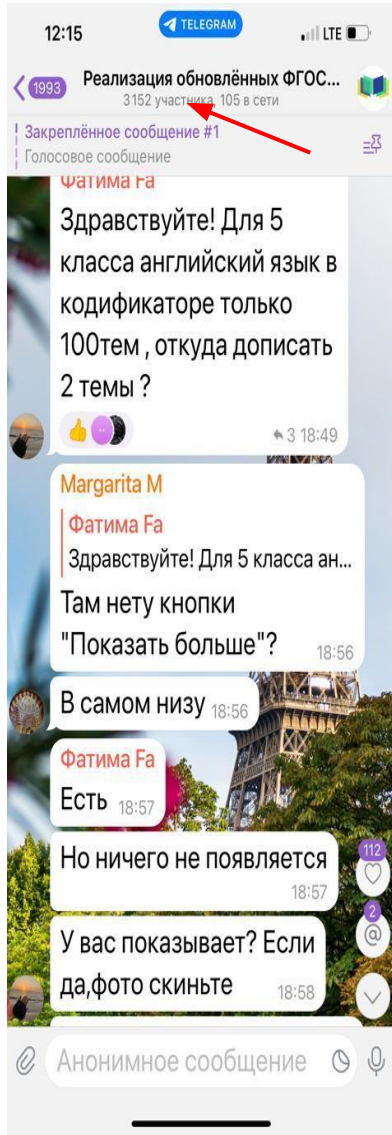 12:15
TELEGRAM
LTE
1993
Реализация обновлённых ФГОС...
3152 участника, 105 в сети
Закреплённое сообщение #1
Голосовое сообщение
Фатима Fa
Здравствуйте! Для 5
класса английский язык в
кодификаторе только
100тем , откуда дописать
2 темы ?
3 18:49
Margarita M
Фатима Fa
Здравствуйте! Для 5 класса ан...
Там нету кнопки
"Показать больше"?
18:56
В самом низу 18:56
Фатима Fa
Есть 18:57
Но ничего не появляется
18:57
112
2
@
У вас показывает? Если
да,фото скиньте 18:58
Анонимное сообщение